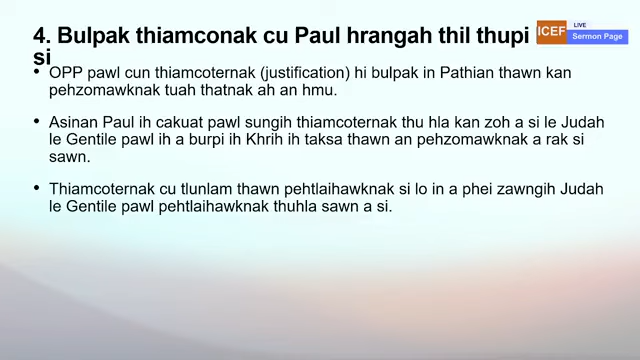 4. Bulpak thiamconak cu Paul hrangah thil thupi
si
ICEF
LIVE
Sermon Page
• OPP pawl cun thiamcoternak (justification) hi bulpak in Pathian thawn kan
pehzomawknak tuah thatnak ah an hmu.
• Asinan Paul ih cakuat pawl sungih thiamcoternak thu hla kan zoh a si le Judah
le Gentile pawl ih a burpi ih Khrih ih taksa thawn an pehzomawknak a rak si
sawn.
• Thiamcoternak cu tlunlam thawn pehtlaihawknak si lo in a phei zawngih Judah
le Gentile pawl pehtlaihawknak thuhla sawn a si.